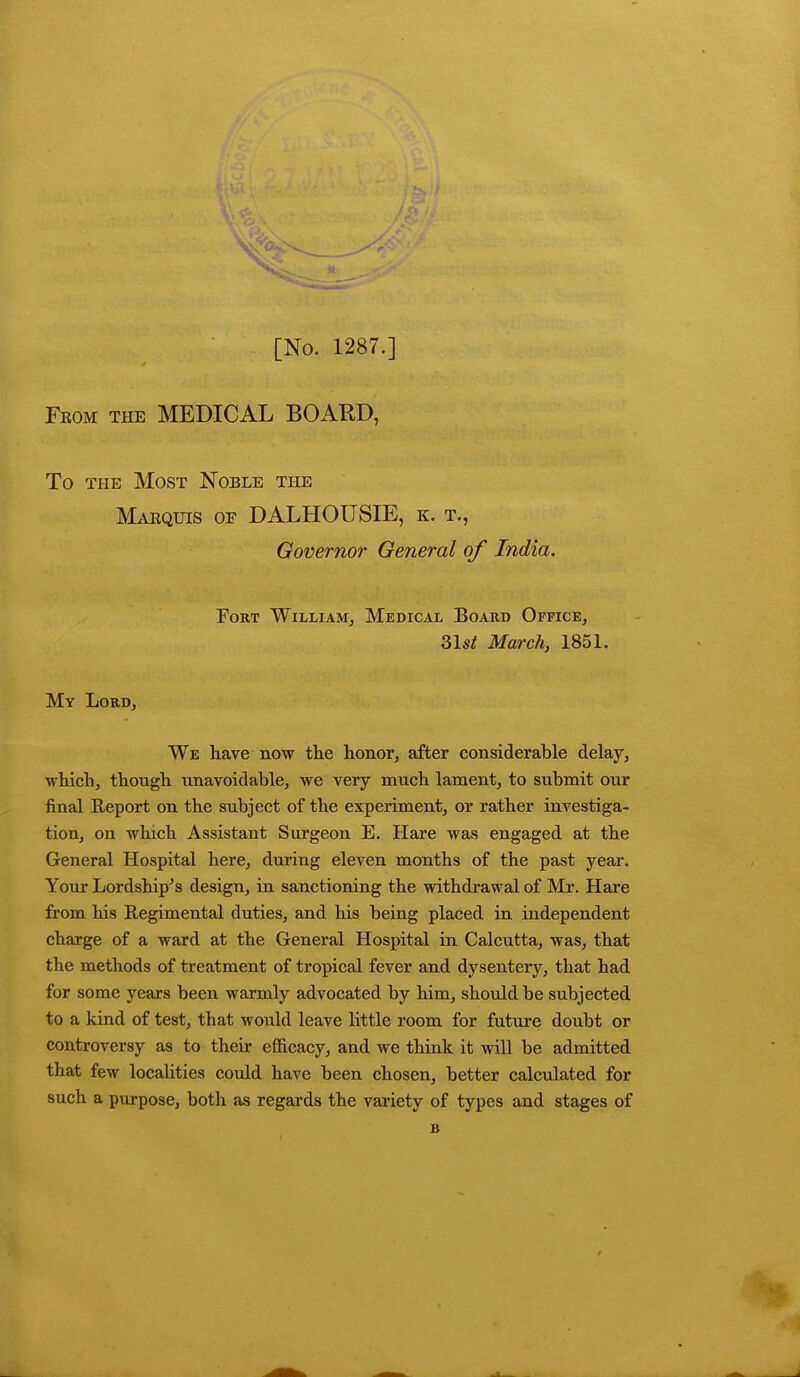 [No. 1287.]
From the MEDICAL BOARD,
To the Most Noble the
Marquis of DALHOUSIE, k. t.,
Governor General of India.
Fort William, Medical Board Office,
31st March, 1851.
My Lord,
We have now the honor, after considerable delay,
which, though unavoidable, we very much lament, to submit our
final Report on the subject of the experiment, or rather investiga-
tion, on which Assistant Surgeon E. Hare was engaged at the
General Hospital here, during eleven months of the past year.
Your Lordship's design, in sanctioning the withdrawal of Mr. Hare
from his Regimental duties, and his being placed in independent
charge of a ward at the General Hospital in Calcutta, was, that
the methods of treatment of tropical fever and dysentery, that had
for some years been warmly advocated by him, should be subjected
to a kind of test, that would leave little room for future doubt or
controversy as to their efficacy, and we think it will be admitted
that few localities could have been chosen, better calculated for
such a purpose, both as regards the variety of types and stages of
B